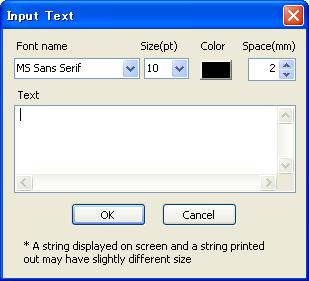 Input Text
Font name Size(pt) Color Space(mm)
MS Sans Serif 10 2
Text
OK Cancel
* A string displayed on screen and a string printed
out may have slightly different size